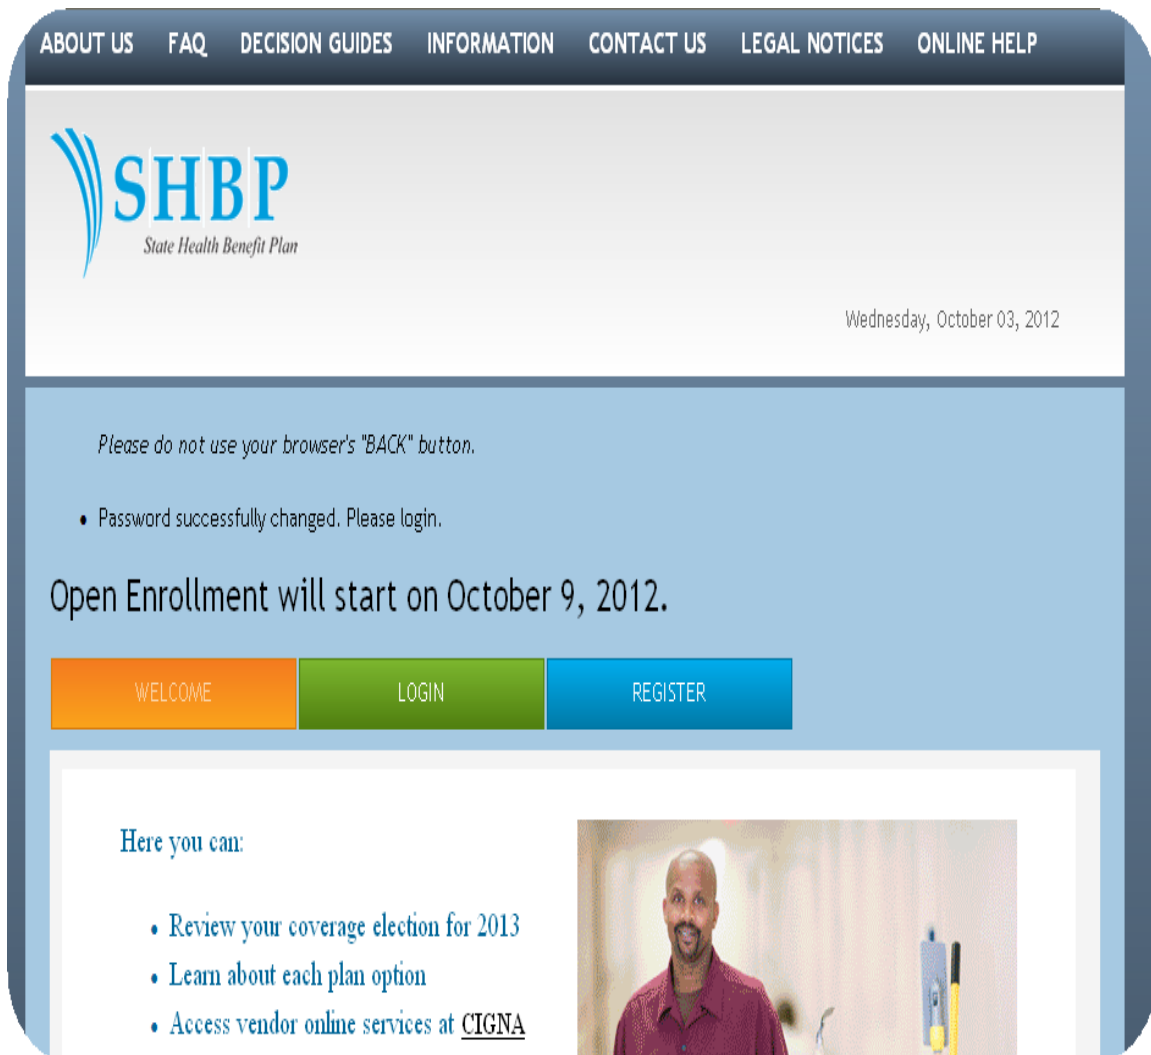 ABOUT US FAQ DECISION GUIDES INFORMATION CONTACT US LEGAL NOTICES ONLINE HELP
SHBP
State Health Benefit Plan
Wednesday, October 03, 2012
Please do not use your browser's "BACK" button.
• Password successfully changed. Please login.
Open Enrollment will start on October 9, 2012.
WELCOME LOGIN REGISTER
Here you can:
• Review your coverage election for 2013
• Learn about each plan option
• Access vendor online services at CIGNA